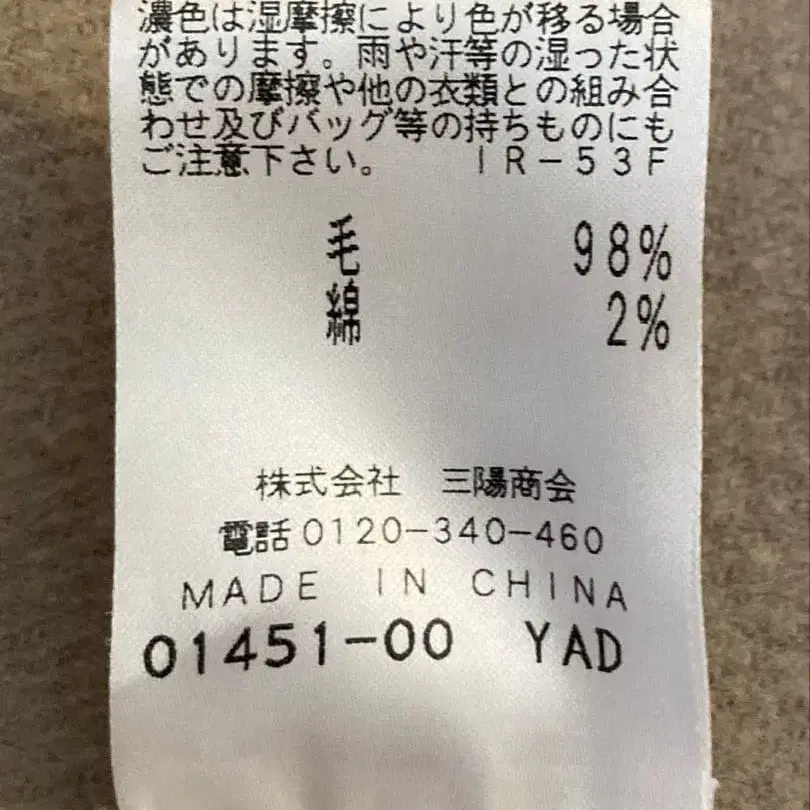 濃色は湿摩擦により色が移る場合
があります。雨や汗等の湿った状
態での摩擦や他の衣類との組み合
わせ及びバッグ等の持ちものにも
ご注意下さい。 IR-53F
毛 98%
綿 2%
株式会社 三陽商会
電話0120-340-460
MADE IN CHINA
01451-00 YAD